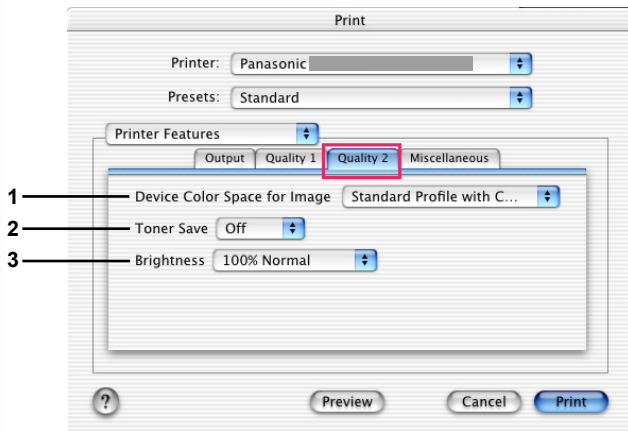 Print
Printer: Panasonic
Presets: Standard
Printer Features
Output Quality 1 Quality 2 Miscellaneous
1 Device Color Space for Image Standard Profile with C...
2 Toner Save Off
3 Brightness 100% Normal
? Preview Cancel Print